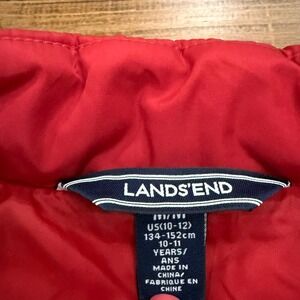 LANDS'END
M/M
US(10-12)
134-152cm
10-11
YEARS/
ANS
MADE IN
CHINA/
FABRIQUE EN
CHINE